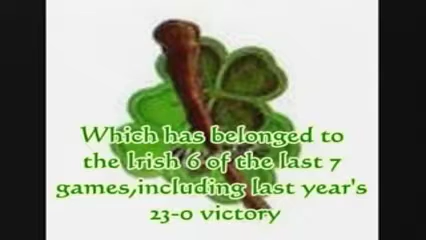 Which has belonged to
the Irish 6 of the last 7
games,including last year's
23-0 victory